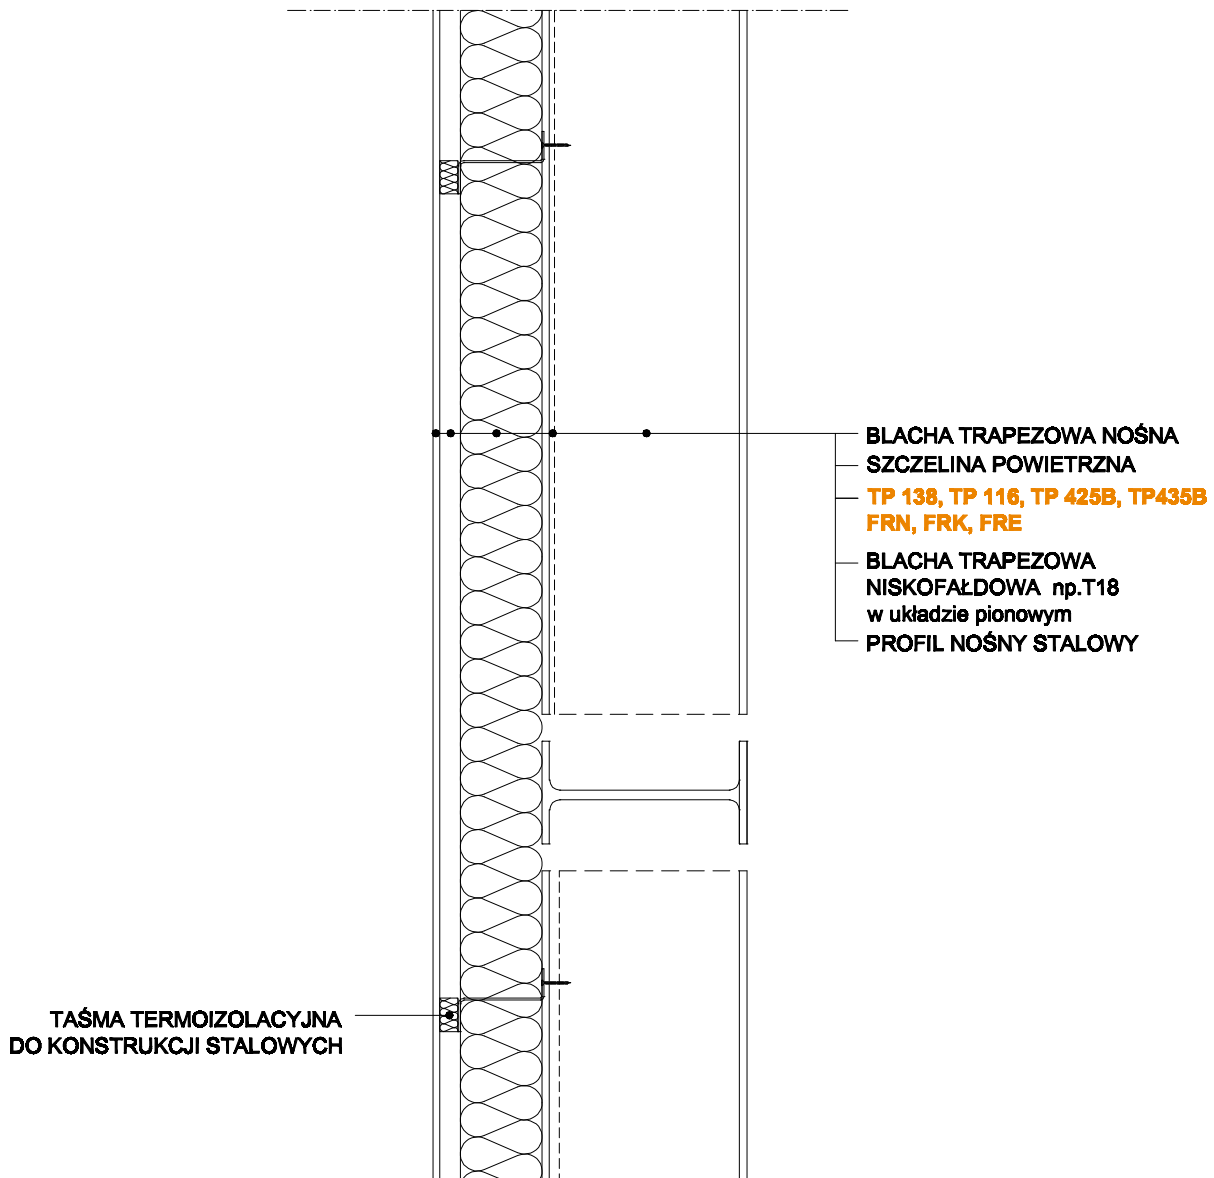 BLACHA TRAPEZOWA NOŚNA
SZCZELINA POWIETRZNA
TP 138, TP 116, TP 425B, TP435B
FRN, FRK, FRE
BLACHA TRAPEZOWA
NISKOFAŁDOWA np.T18
w układzie pionowym
PROFIL NOŚNY STALOWY
TAŚMA TERMOIZOLACYJNA
DO KONSTRUKCJI STALOWYCH